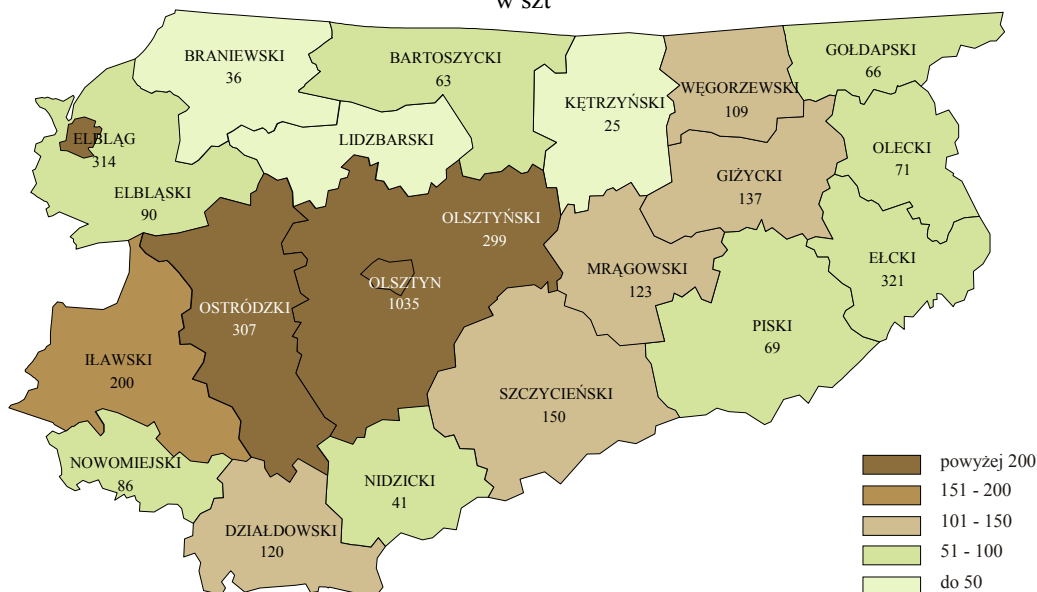 w szt
BRANIEWSKI
36
BARTOSZYCKI
63
GOŁDAPSKI
66
KĘTRZYŃSKI
25
WĘGORZEWSKI
109
ELBLĄG
314
LIDZBARSKI
OLECKI
71
GIŻYCKI
137
ELBLĄSKI
90
OLSZTYŃSKI
299
EŁCKI
321
MRĄGOWSKI
123
OLSZTYN
1035
OSTRÓDZKI
307
PISKI
69
IŁAWSKI
200
SZCZYCIEŃSKI
150
NOWOMIEJSKI
86
NIDZICKI
41
DZIAŁDOWSKI
120
powyżej 200
151 - 200
101 - 150
51 - 100
do 50